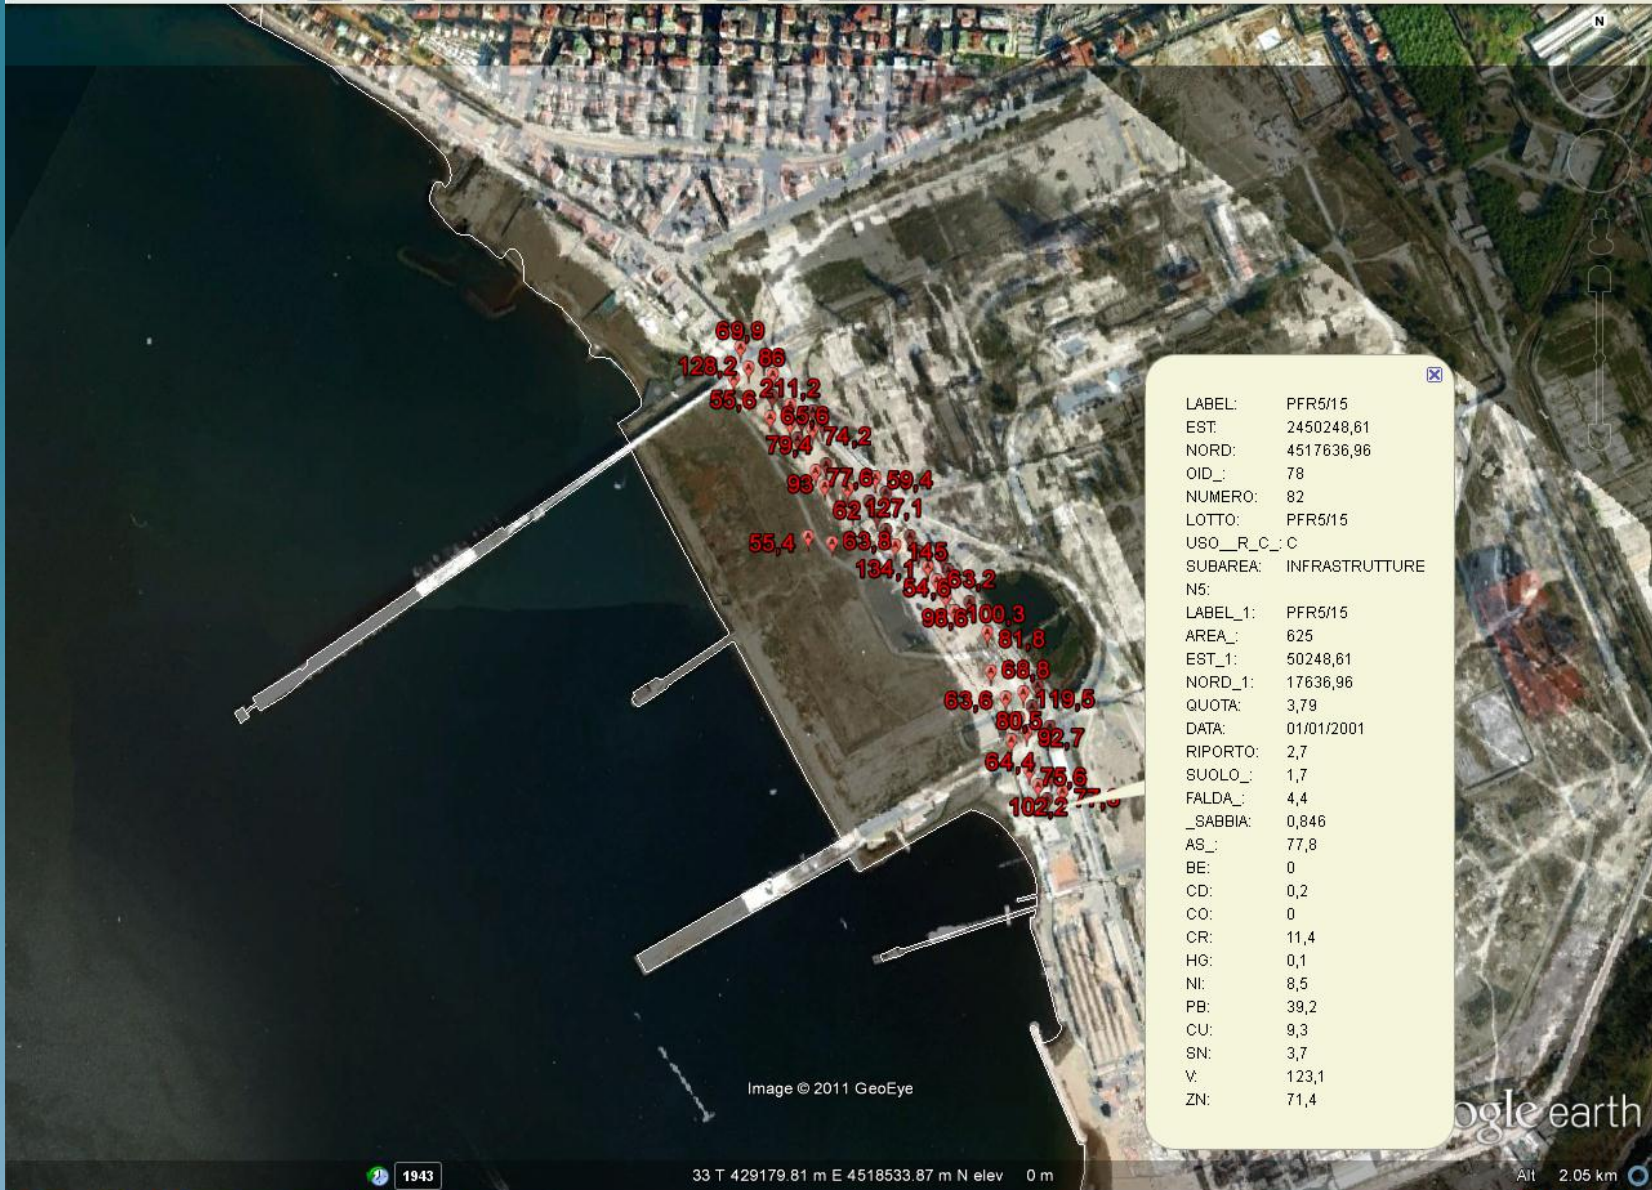 N
69,9
128,2
86
211,2
55,6
65,6
79,4
74,2
93
77,6
59,4
62
127,1
55,4
63,8
145
134,1
54,6
63,2
98,6
100,3
81,8
68,8
63,6
119,5
80,5
92,7
64,4
75,6
102,2
LABEL: PFR5/15
EST: 2450248,61
NORD: 4517636,96
OID_: 78
NUMERO: 82
LOTTO: PFR5/15
USO__R_C_: C
SUBAREA: INFRASTRUTTURE
N5:
LABEL_1: PFR5/15
AREA_: 625
EST_1: 50248,61
NORD_1: 17636,96
QUOTA: 3,79
DATA: 01/01/2001
RIPORTO: 2,7
SUOLO_: 1,7
FALDA_: 4,4
_SABBIA: 0,846
AS_: 77,8
BE: 0
CD: 0,2
CO: 0
CR: 11,4
HG: 0,1
NI: 8,5
PB: 39,2
CU: 9,3
SN: 3,7
V: 123,1
ZN: 71,4
Image © 2011 GeoEye
ogle earth
1943
33 T 429179.81 m E 4518533.87 m N elev 0 m
Alt 2.05 km